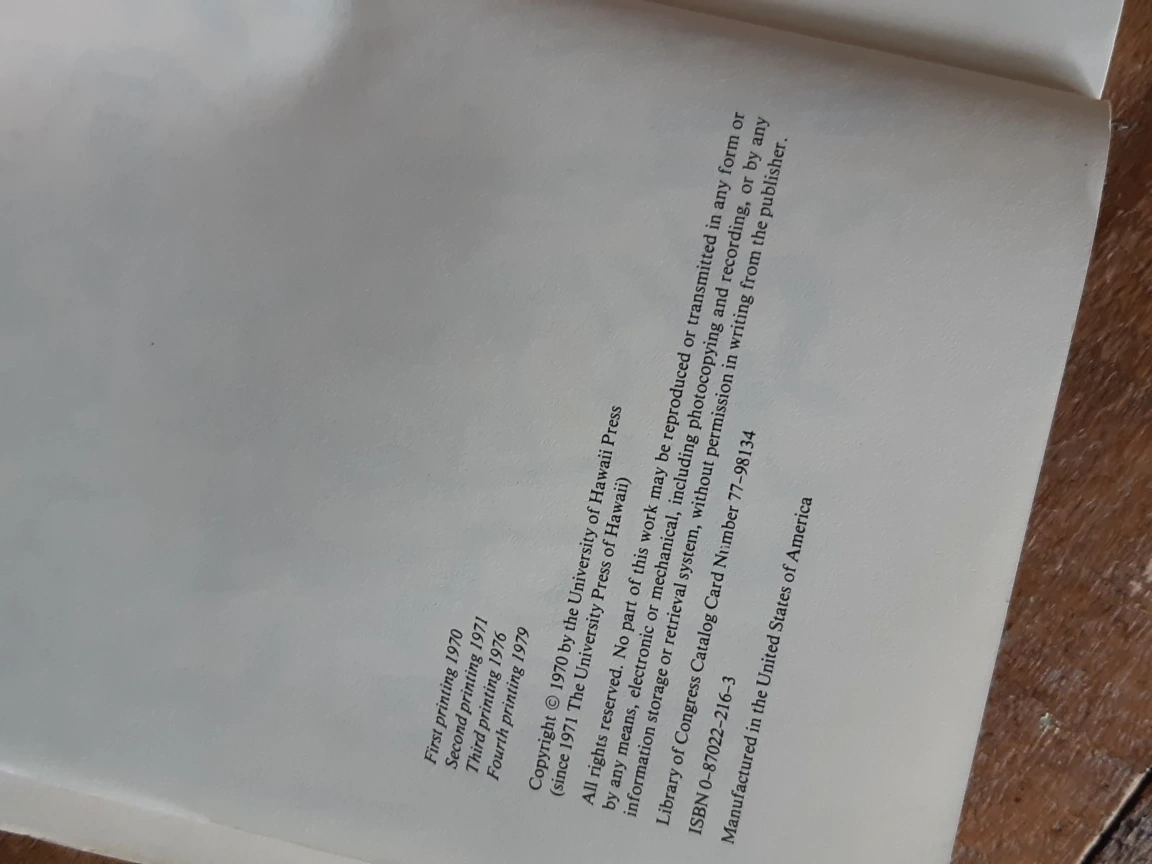 First printing 1970
Second printing 1971
Third printing 1976
Fourth printing 1979
Copyright © 1970 by the University of Hawaii Press
(since 1971 The University Press of Hawaii)
All rights reserved. No part of this work may be reproduced or transmitted in any form or
by any means, electronic or mechanical, including photocopying and recording, or by any
information storage or retrieval system, without permission in writing from the publisher.
Library of Congress Catalog Card Number 77–98134
ISBN 0–87022–216–3
Manufactured in the United States of America